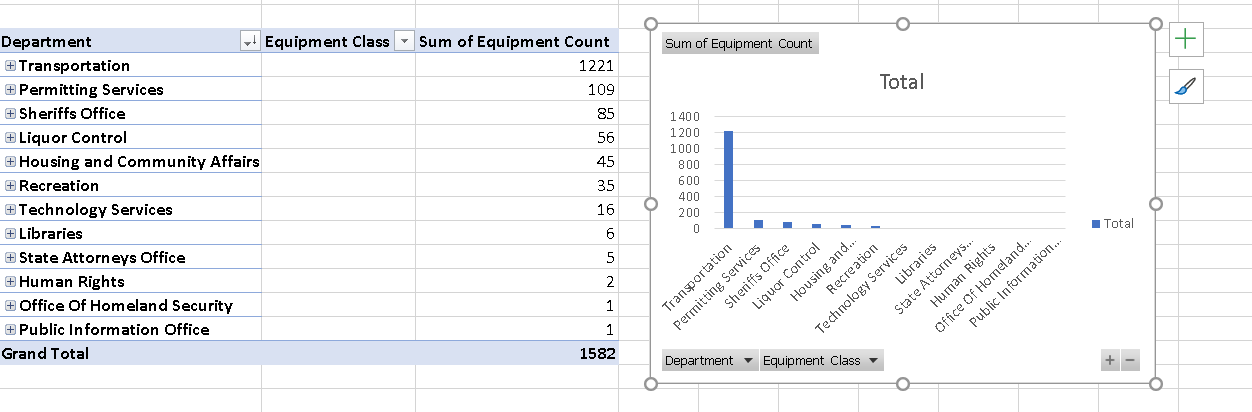 Department Equipment Class Sum of Equipment Count
Transportation 1221
Permitting Services 109
Sheriffs Office 85
Liquor Control 56
Housing and Community Affairs 45
Recreation 35
Technology Services 16
Libraries 6
State Attorneys Office 5
Human Rights 2
Office Of Homeland Security 1
Public Information Office 1
Grand Total 1582
Sum of Equipment Count
Total
1400
1200
1000
800
600
400
200
0
Transportation
Permitting Services
Sheriffs Office
Liquor Control
Housing and...
Recreation
Technology Services
Libraries
State Attorneys...
Human Rights
Office Of Homeland...
Public Information...
Total
Department Equipment Class